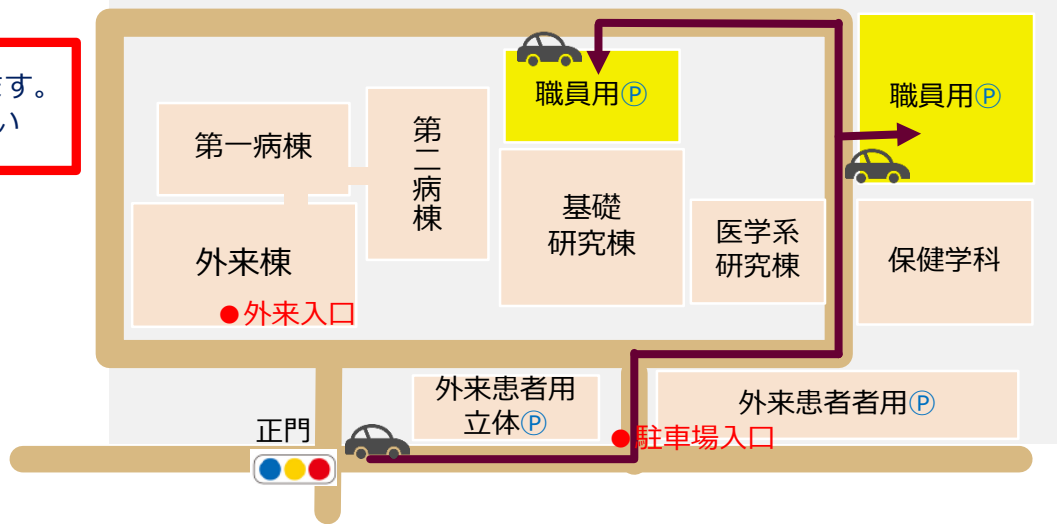 す。
い
職員用Ⓟ
職員用Ⓟ
第一病棟
第二病棟
基礎
研究棟
医学系
研究棟
保健学科
外来棟
●外来入口
外来患者用
立体Ⓟ
外来患者者用Ⓟ
正門
●駐車場入口